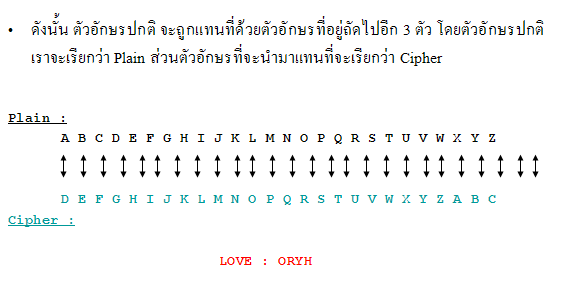 • ดังนั้น ตัวอักษรปกติ จะถูกแทนที่ด้วยตัวอักษรที่อยู่ถัดไปอีก 3 ตัว โดยตัวอักษรปกติ
เราจะเรียกว่า Plain ส่วนตัวอักษรที่จะนำมาแทนที่จะเรียกว่า Cipher
Plain :
A B C D E F G H I J K L M N O P Q R S T U V W X Y Z
D E F G H I J K L M N O P Q R S T U V W X Y Z A B C
Cipher :
LOVE : ORYH